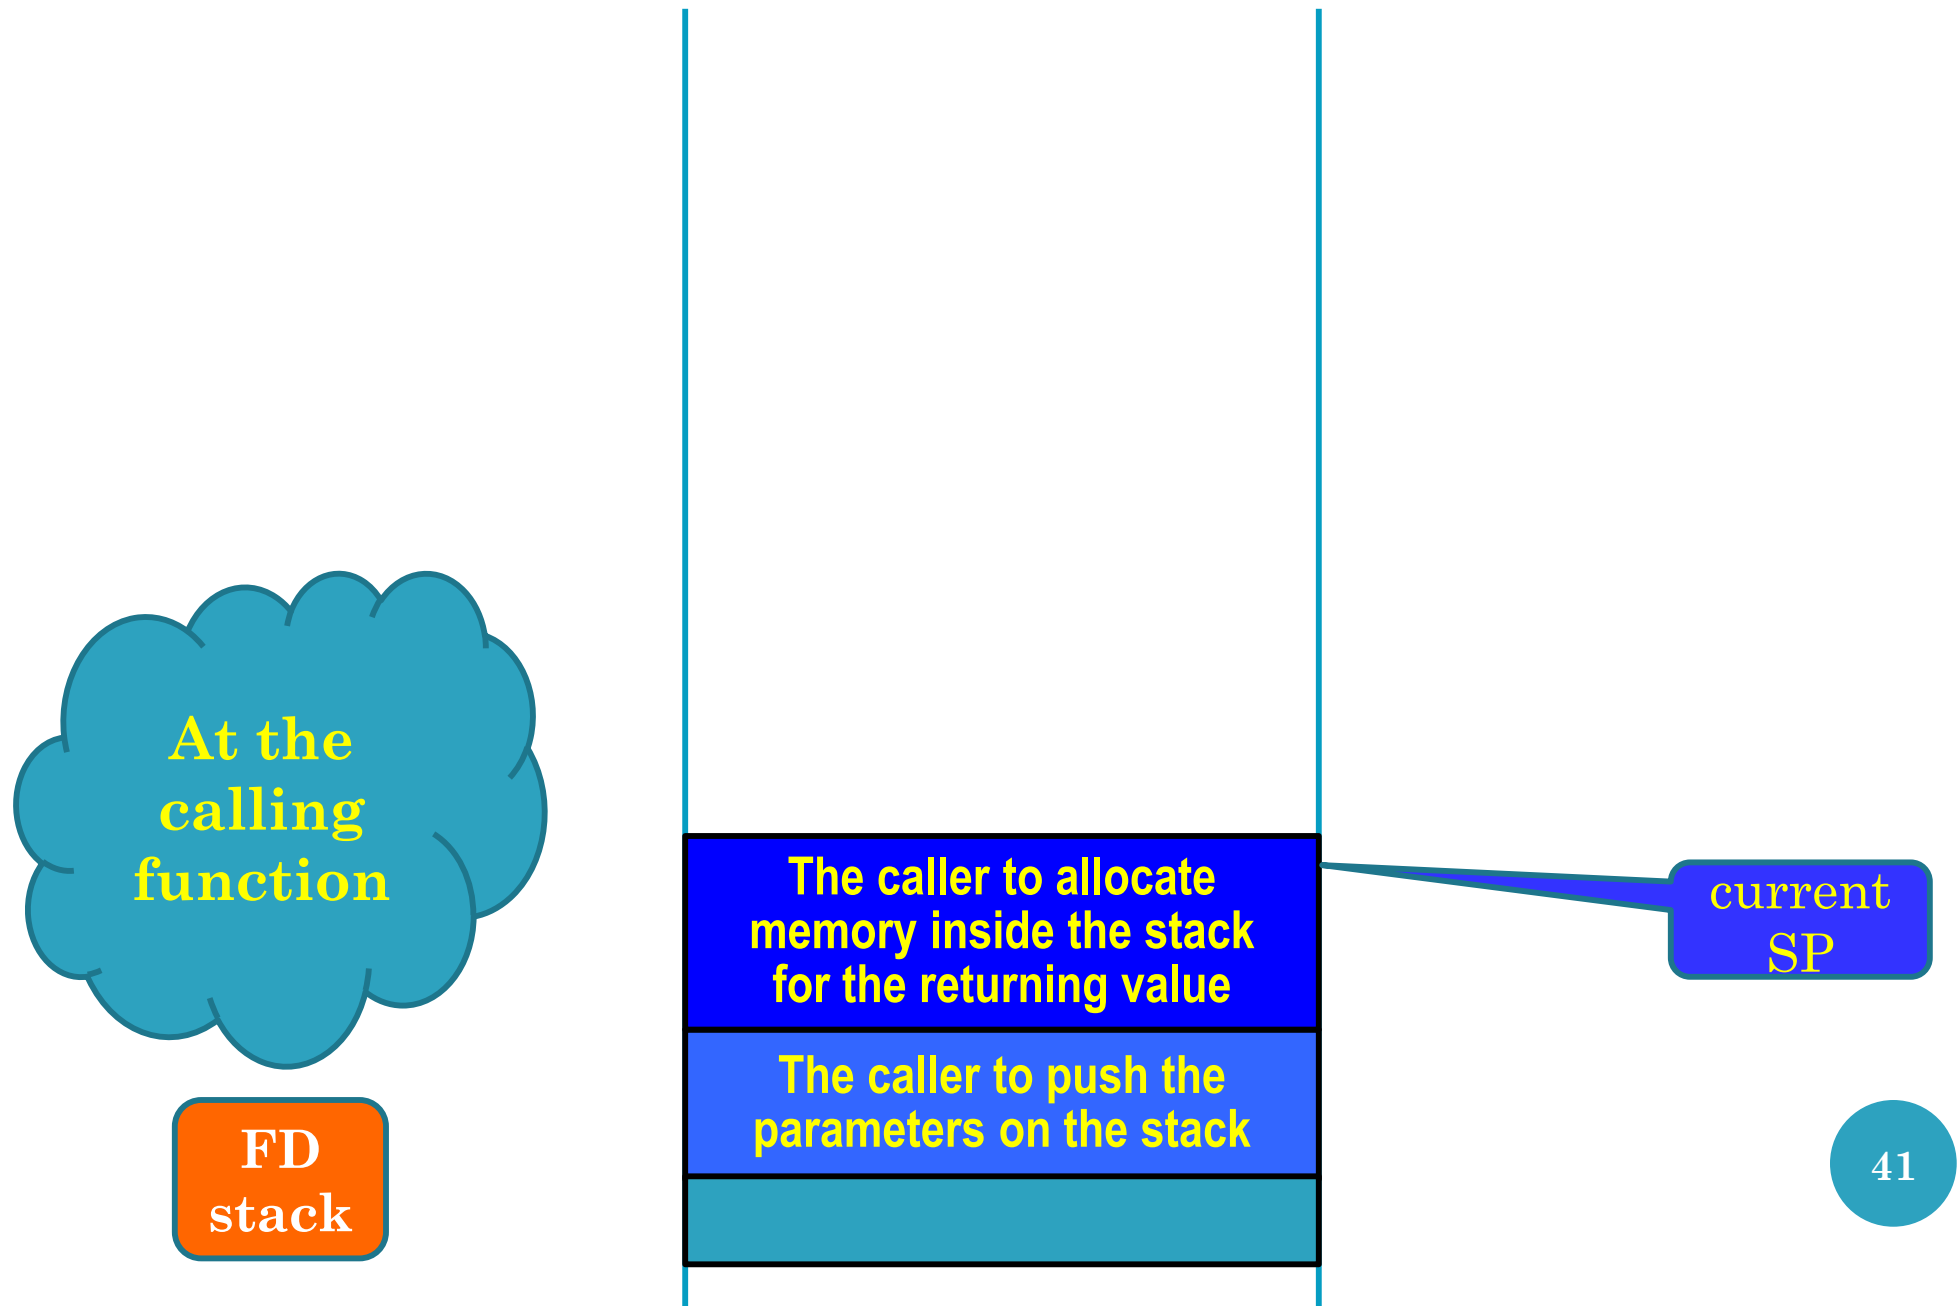 At the
calling
function
The caller to allocate
memory inside the stack
for the returning value
current
SP
The caller to push the
parameters on the stack
FD
stack
41